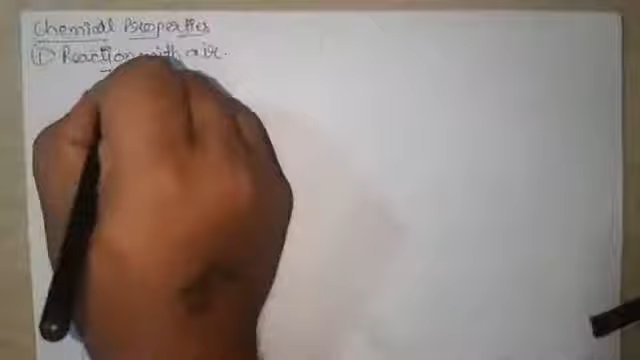 Chemical Properties
① Reaction with air.